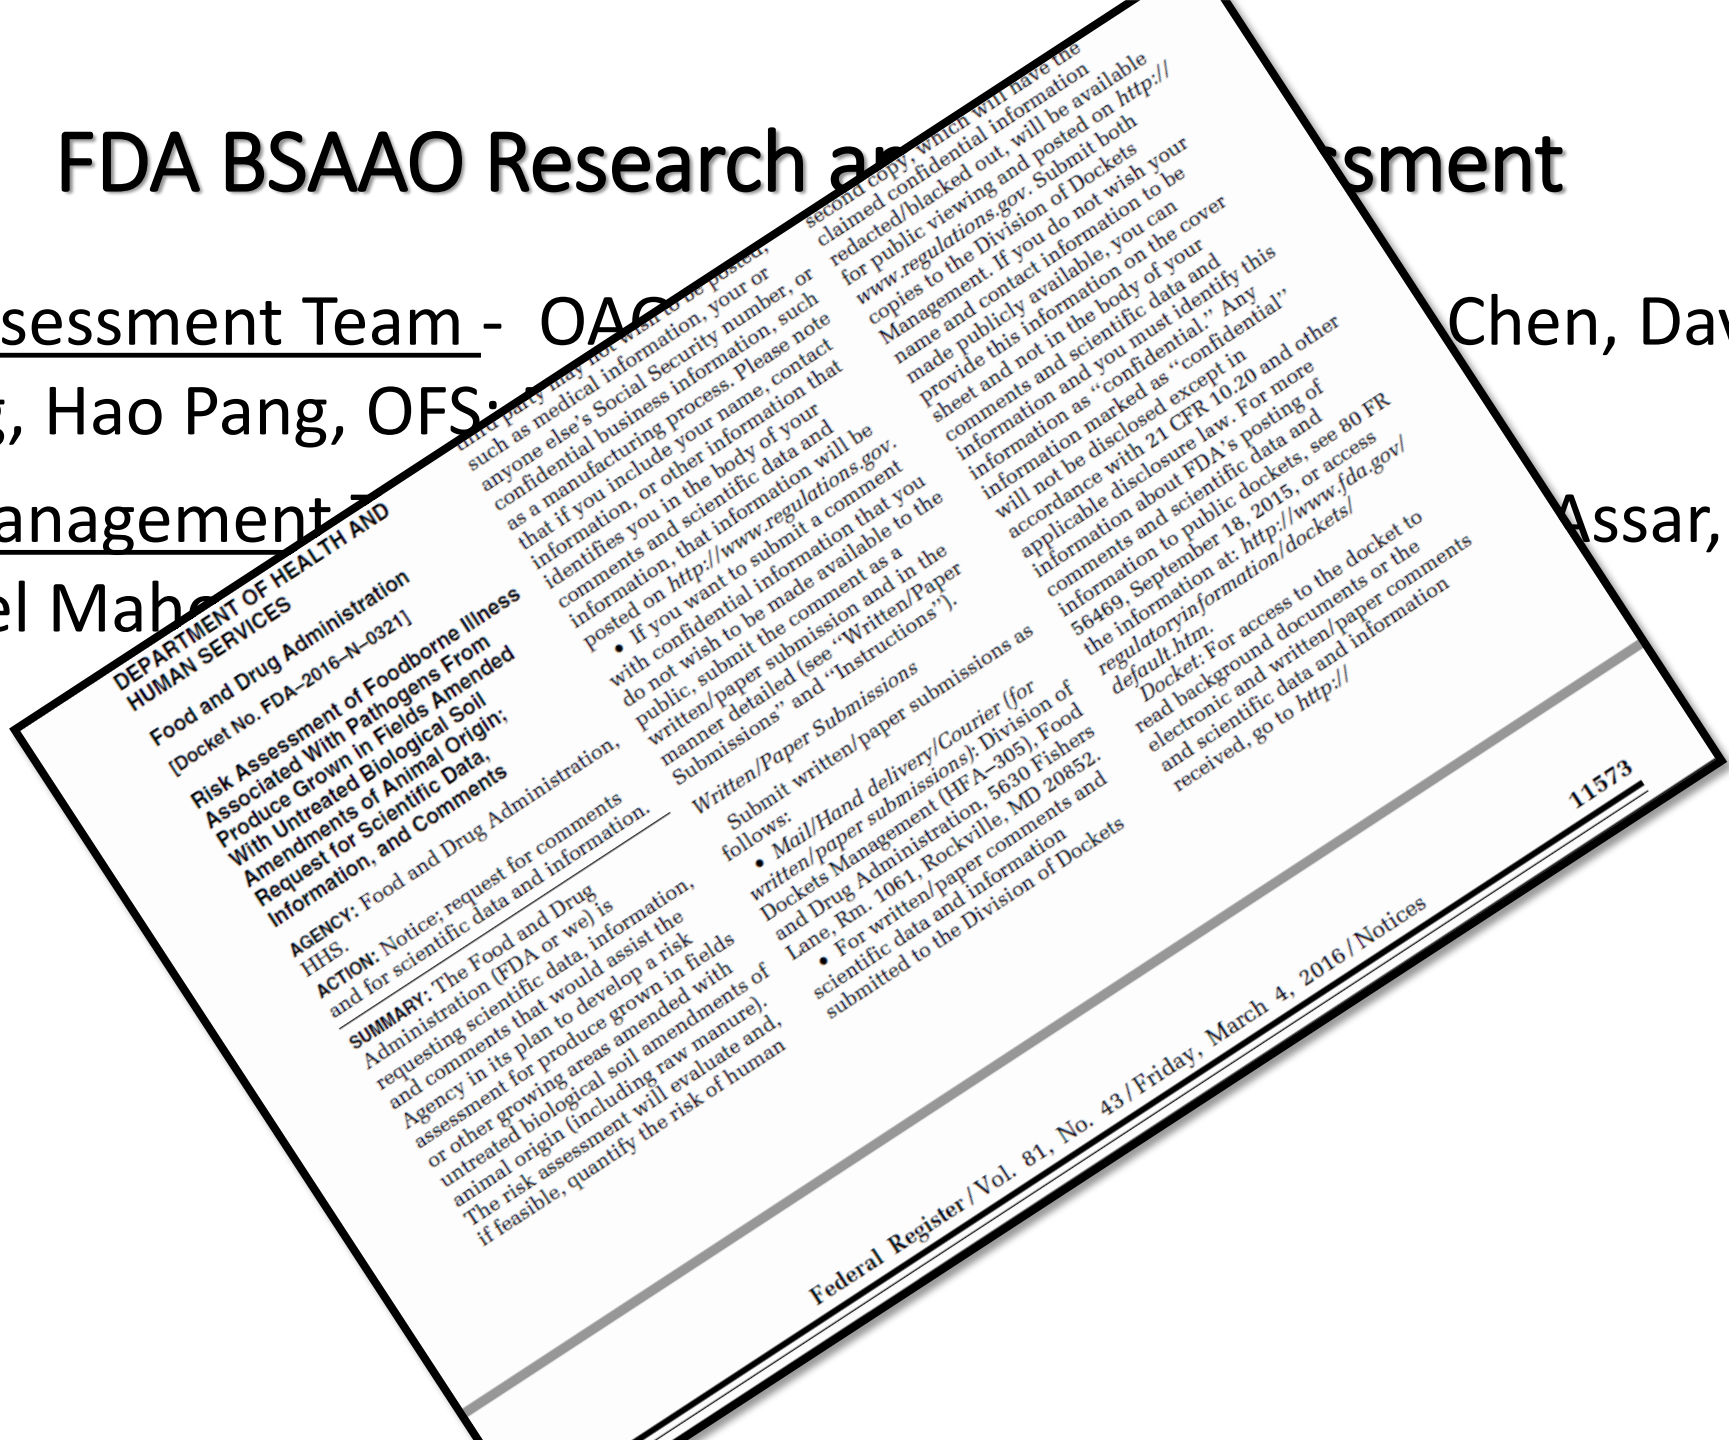 FDA BSAAO Research an
ssment
sessment Team - OAO
Chen, Dav
g, Hao Pang, OFS:
anagement
Assar,
el Maho
DEPARTMENT OF HEALTH AND
HUMAN SERVICES
Food and Drug Administration
[Docket No. FDA–2016–N–0321]
Risk Assessment of Foodborne Illness
Associated With Pathogens From
Produce Grown in Fields Amended
With Untreated Biological Soil
Amendments of Animal Origin;
Request for Scientific Data,
Information, and Comments
AGENCY: Food and Drug Administration,
HHS.
ACTION: Notice; request for comments
and for scientific data and information.
SUMMARY: The Food and Drug
Administration (FDA or we) is
requesting scientific data, information,
and comments that would assist the
Agency in its plan to develop a risk
assessment for produce grown in fields
or other growing areas amended with
untreated biological soil amendments of
animal origin (including raw manure).
The risk assessment will evaluate and,
if feasible, quantify the risk of human
third party may not wish to be posted,
such as medical information, your or
anyone else's Social Security number, or
confidential business information, such
as a manufacturing process. Please note
that if you include your name, contact
information, or other information that
identifies you in the body of your
comments and scientific data and
information, that information will be
posted on http://www.regulations.gov.
• If you want to submit a comment
with confidential information that you
do not wish to be made available to the
public, submit the comment as a
written/paper submission and in the
manner detailed (see “Written/Paper
Submissions” and “Instructions”).
Written/Paper Submissions
Submit written/paper submissions as
follows:
• Mail/Hand delivery/Courier (for
written/paper submissions): Division of
Dockets Management (HFA–305), Food
and Drug Administration, 5630 Fishers
Lane, Rm. 1061, Rockville, MD 20852.
• For written/paper comments and
scientific data and information
submitted to the Division of Dockets
second copy, which will have the
claimed confidential information
redacted/blacked out, will be available
for public viewing and posted on http://
www.regulations.gov. Submit both
copies to the Division of Dockets
Management. If you do not wish your
name and contact information to be
made publicly available, you can
provide this information on the cover
sheet and not in the body of your
comments and scientific data and
information and you must identify this
information as “confidential.” Any
information marked as “confidential”
will not be disclosed except in
accordance with 21 CFR 10.20 and other
applicable disclosure law. For more
information about FDA's posting of
comments and scientific data and
information to public dockets, see 80 FR
56469, September 18, 2015, or access
the information at: http://www.fda.gov/
regulatoryinformation/dockets/
default.htm.
Docket: For access to the docket to
read background documents or the
electronic and written/paper comments
and scientific data and information
received, go to http://
Federal Register / Vol. 81, No. 43 / Friday, March 4, 2016 / Notices
11573